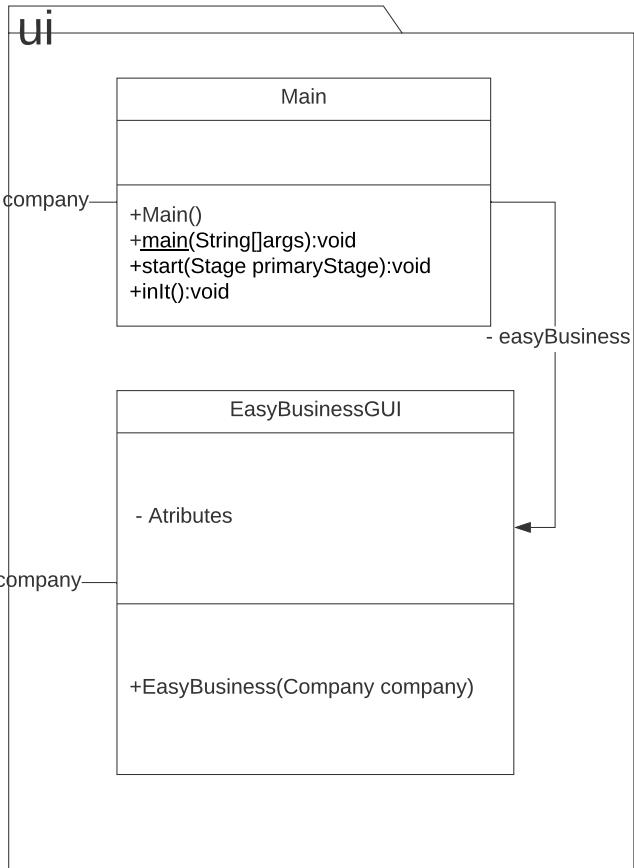 ui
Main
company
+Main()
+main(String[]args):void
+start(Stage primaryStage):void
+inIt():void
- easyBusiness
EasyBusinessGUI
- Atributes
company
+EasyBusiness(Company company)